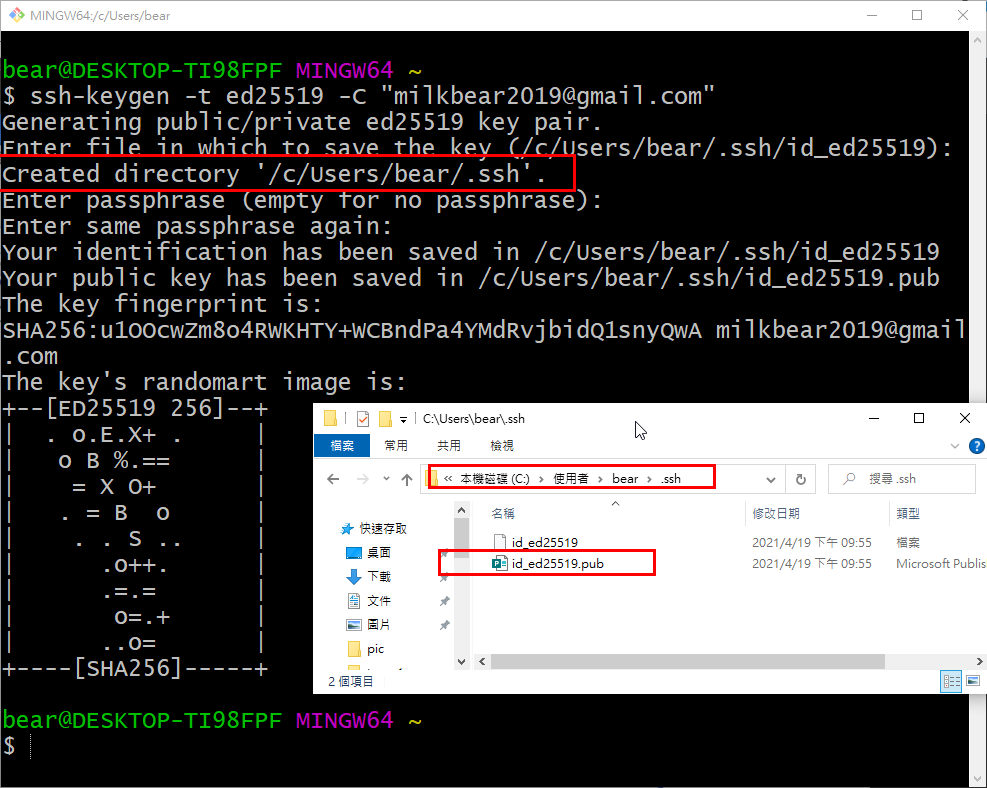 MINGW64:/c/Users/bear
bear@DESKTOP-TI98FPF MINGW64 ~
$ ssh-keygen -t ed25519 -C "milkbear2019@gmail.com"
Generating public/private ed25519 key pair.
Enter file in which to save the key (/c/Users/bear/.ssh/id_ed25519):
Created directory '/c/Users/bear/.ssh'.
Enter passphrase (empty for no passphrase):
Enter same passphrase again:
Your identification has been saved in /c/Users/bear/.ssh/id_ed25519
Your public key has been saved in /c/Users/bear/.ssh/id_ed25519.pub
The key fingerprint is:
SHA256:u1OOcwZm8o4RWKHTY+WCBndPa4YMdRvjbidQ1snyQwA milkbear2019@gmail
.com
The key's randomart image is:
+---[ED25519 256]--+
|  . o.E.X+ .      |
|   o B %.==       |
|    = X O+        |
|   . = B  o       |
|    . . S ..      |
|      .o++.       |
|      .=.=        |
|       o=.+       |
|      ..o=        |
+----[SHA256]-----+
bear@DESKTOP-TI98FPF MINGW64 ~
$
C:\Users\bear\.ssh
檔案 常用 共用 檢視
« 本機磁碟 (C:) › 使用者 › bear › .ssh
搜尋 .ssh
名稱 修改日期 類型
快速存取
桌面
下載
文件
圖片
pic
id_ed25519 2021/4/19 下午 09:55 檔案
id_ed25519.pub 2021/4/19 下午 09:55 Microsoft Publis
2 個項目